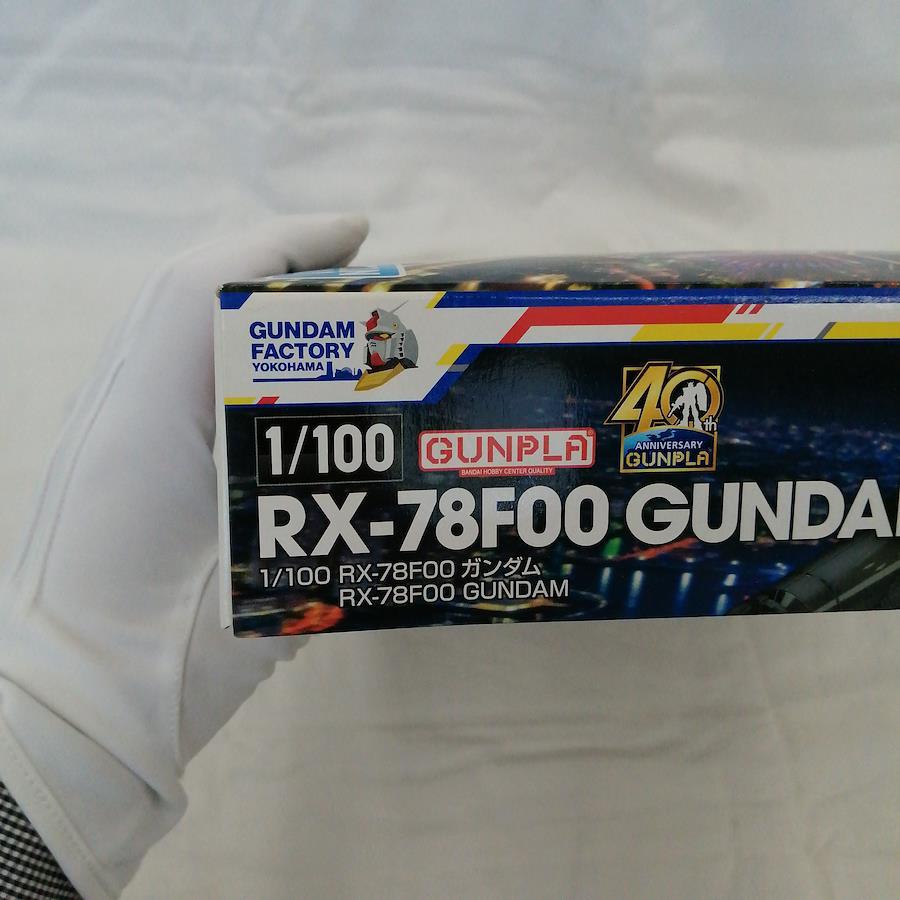 GUNDAM
FACTORY
YOKOHAMA
1/100
GUNPLA
BANDAI HOBBY CENTER QUALITY
40th
ANNIVERSARY
GUNPLA
RX-78F00 GUNDA
1/100 RX-78F00 ガンダム
RX-78F00 GUNDAM